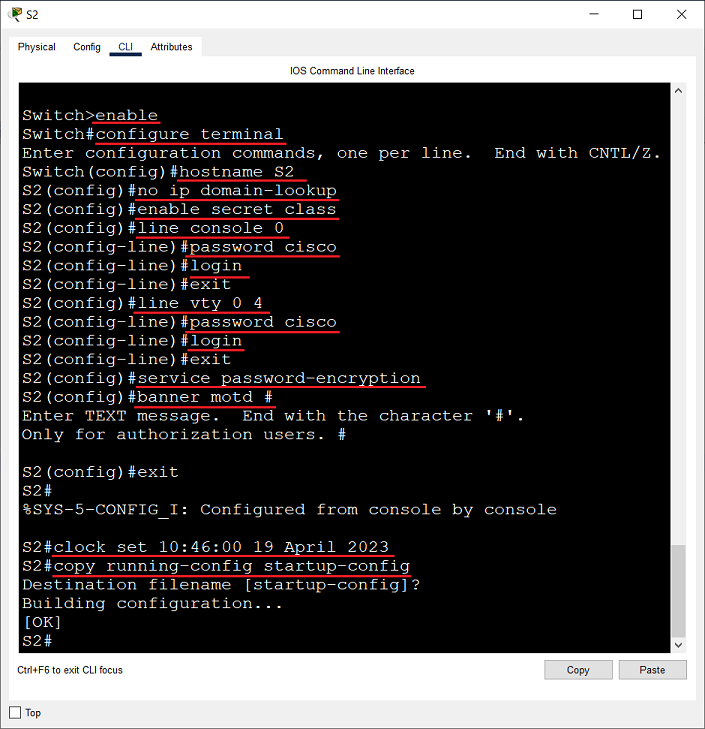 S2
Physical Config CLI Attributes
IOS Command Line Interface
Switch>enable
Switch#configure terminal
Enter configuration commands, one per line.  End with CNTL/Z.
Switch(config)#hostname S2
S2(config)#no ip domain-lookup
S2(config)#enable secret class
S2(config)#line console 0
S2(config-line)#password cisco
S2(config-line)#login
S2(config-line)#exit
S2(config)#line vty 0 4
S2(config-line)#password cisco
S2(config-line)#login
S2(config-line)#exit
S2(config)#service password-encryption
S2(config)#banner motd #
Enter TEXT message.  End with the character '#'.
Only for authorization users. #
S2(config)#exit
S2#
%SYS-5-CONFIG_I: Configured from console by console
S2#clock set 10:46:00 19 April 2023
S2#copy running-config startup-config
Destination filename [startup-config]?
Building configuration...
[OK]
S2#
Ctrl+F6 to exit CLI focus
Copy Paste
Top